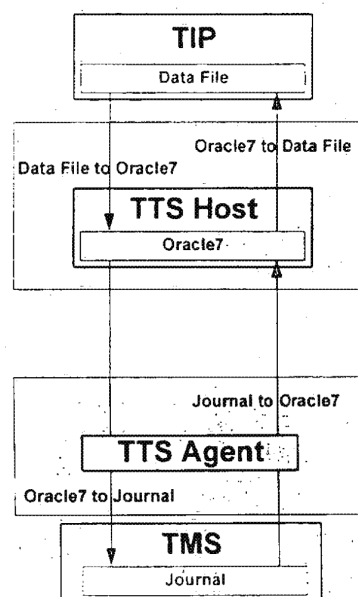 TIP
Data File
Oracle7 to Data File
Data File to Oracle7
TTS Host
Oracle7
Journal to Oracle7
TTS Agent
Oracle7 to Journal
TMS
Journal